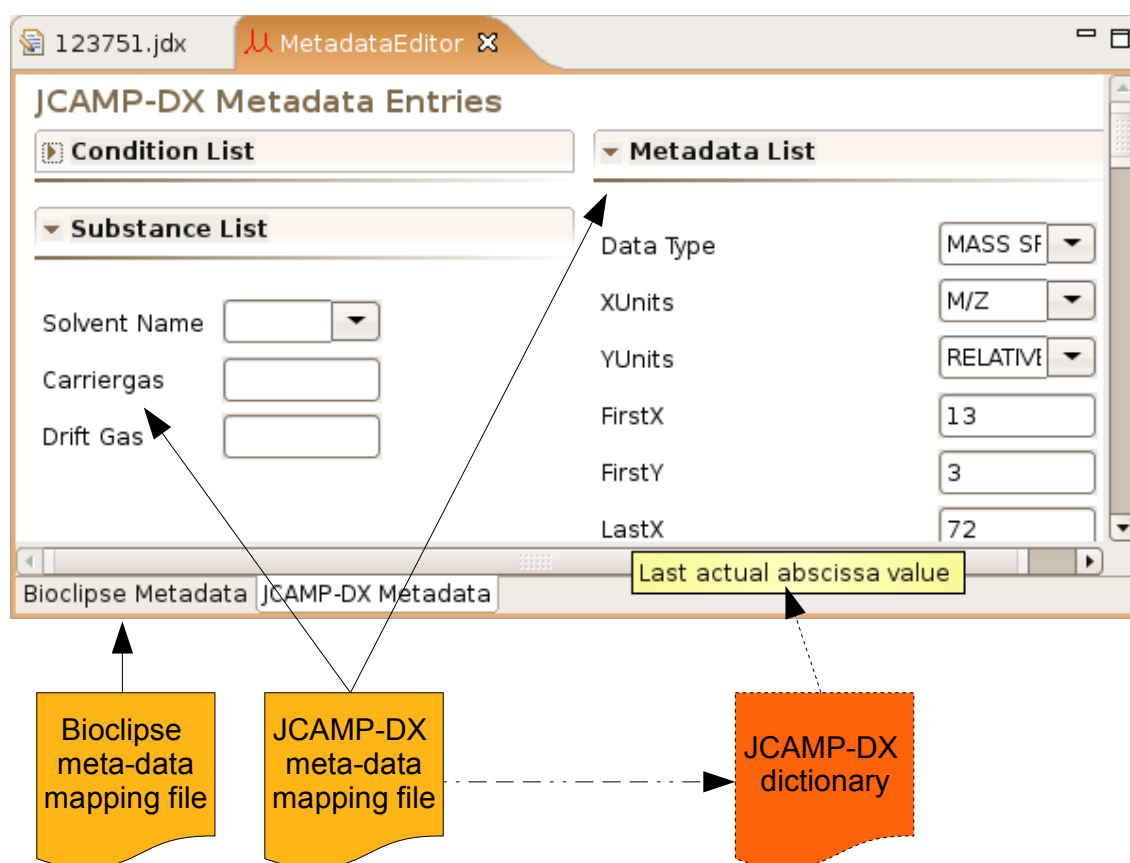 123751.jdx
MetadataEditor
JCAMP-DX Metadata Entries
Condition List
Substance List
Solvent Name
Carriergas
Drift Gas
Metadata List
Data Type MASS SF
XUnits M/Z
YUnits RELATIVE
FirstX 13
FirstY 3
LastX 72
Last actual abscissa value
Bioclipse Metadata JCAMP-DX Metadata
Bioclipse
meta-data
mapping file
JCAMP-DX
meta-data
mapping file
JCAMP-DX
dictionary